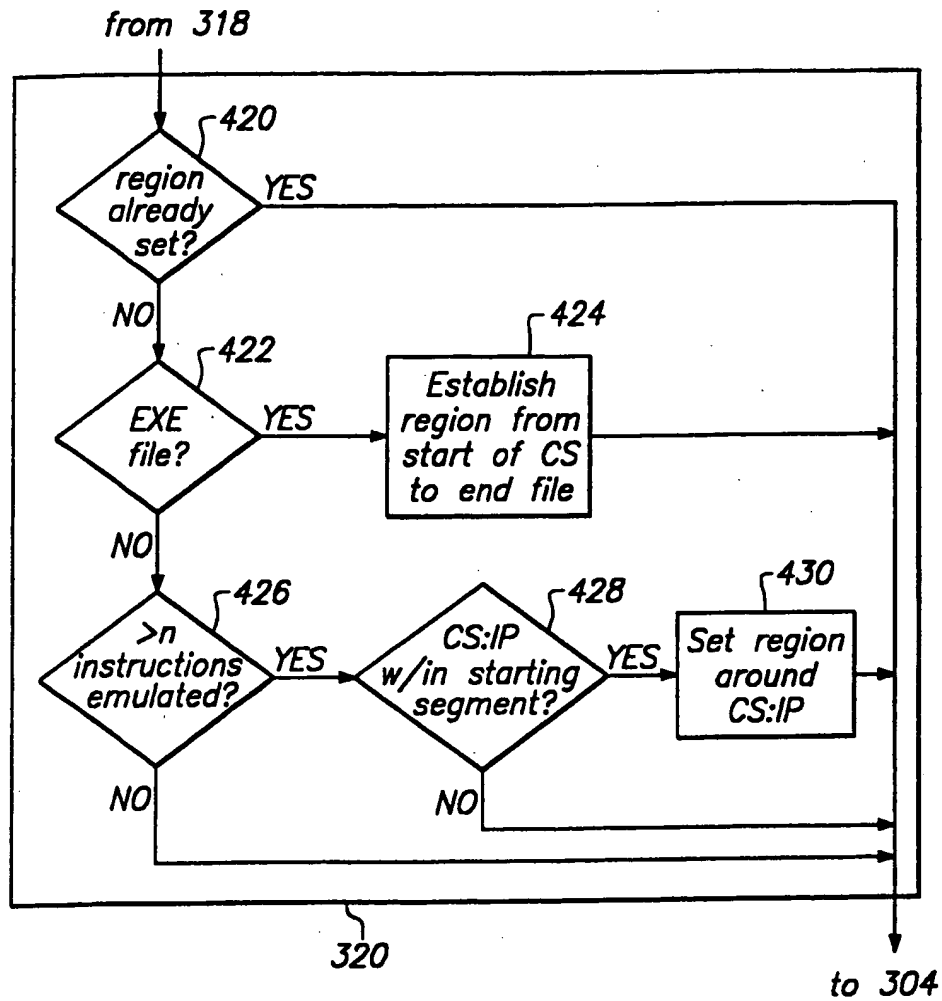 from 318
420
region
already
set?
YES
NO
422
EXE
file?
YES
424
Establish
region from
start of CS
to end file
NO
426
>n
instructions
emulated?
YES
428
CS:IP
w/in starting
segment?
YES
430
Set region
around
CS:IP
NO
NO
320
to 304